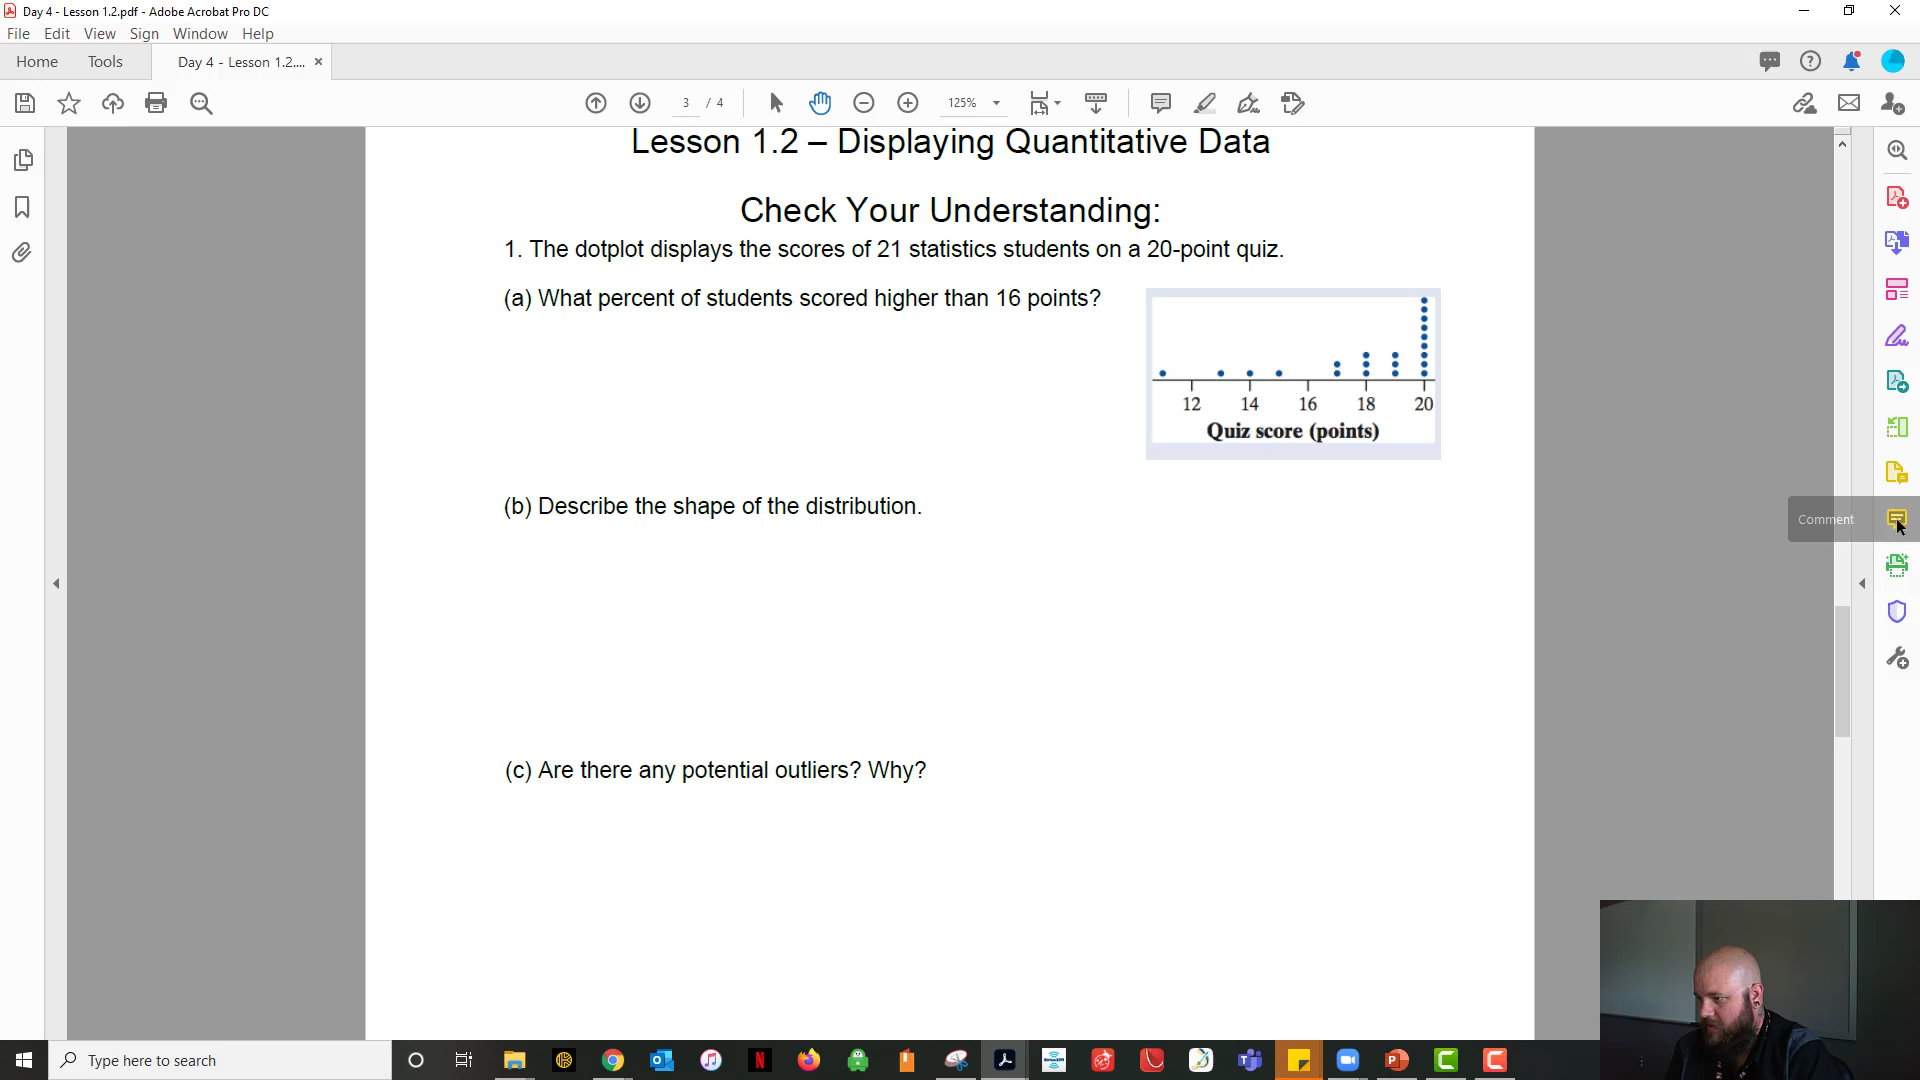 Day 4 - Lesson 1.2.pdf - Adobe Acrobat Pro DC
File Edit View Sign Window Help
Home Tools Day 4 - Lesson 1.2.... ×
3 / 4 125%
Lesson 1.2 – Displaying Quantitative Data
Check Your Understanding:
1. The dotplot displays the scores of 21 statistics students on a 20-point quiz.
(a) What percent of students scored higher than 16 points?
12 14 16 18 20
Quiz score (points)
(b) Describe the shape of the distribution.
Comment
(c) Are there any potential outliers? Why?
Type here to search